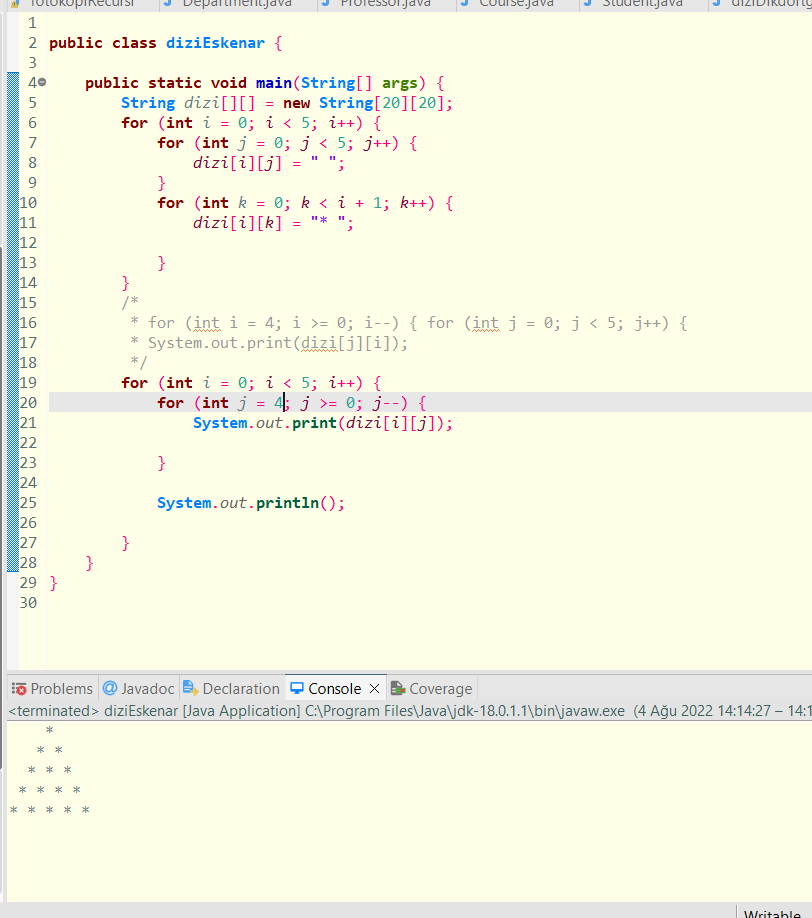 Department.java Professor.java Course.java Student.java
1
2 public class diziEskenar {
3
4 public static void main(String[] args) {
5 String dizi[][] = new String[20][20];
6 for (int i = 0; i < 5; i++) {
7 for (int j = 0; j < 5; j++) {
8 dizi[i][j] = " ";
9 }
10 for (int k = 0; k < i + 1; k++) {
11 dizi[i][k] = "* ";
12
13 }
14 }
15 /*
16 * for (int i = 4; i >= 0; i--) { for (int j = 0; j < 5; j++) {
17 * System.out.print(dizi[j][i]);
18 */
19 for (int i = 0; i < 5; i++) {
20 for (int j = 4; j >= 0; j--) {
21 System.out.print(dizi[i][j]);
22
23 }
24
25 System.out.println();
26
27 }
28 }
29 }
30
Problems @ Javadoc Declaration Console Coverage
<terminated> diziEskenar [Java Application] C:\Program Files\Java\jdk-18.0.1.1\bin\javaw.exe (4 Ağu 2022 14:14:27 – 14:1
*
* *
* * *
* * * *
* * * * *
Writable